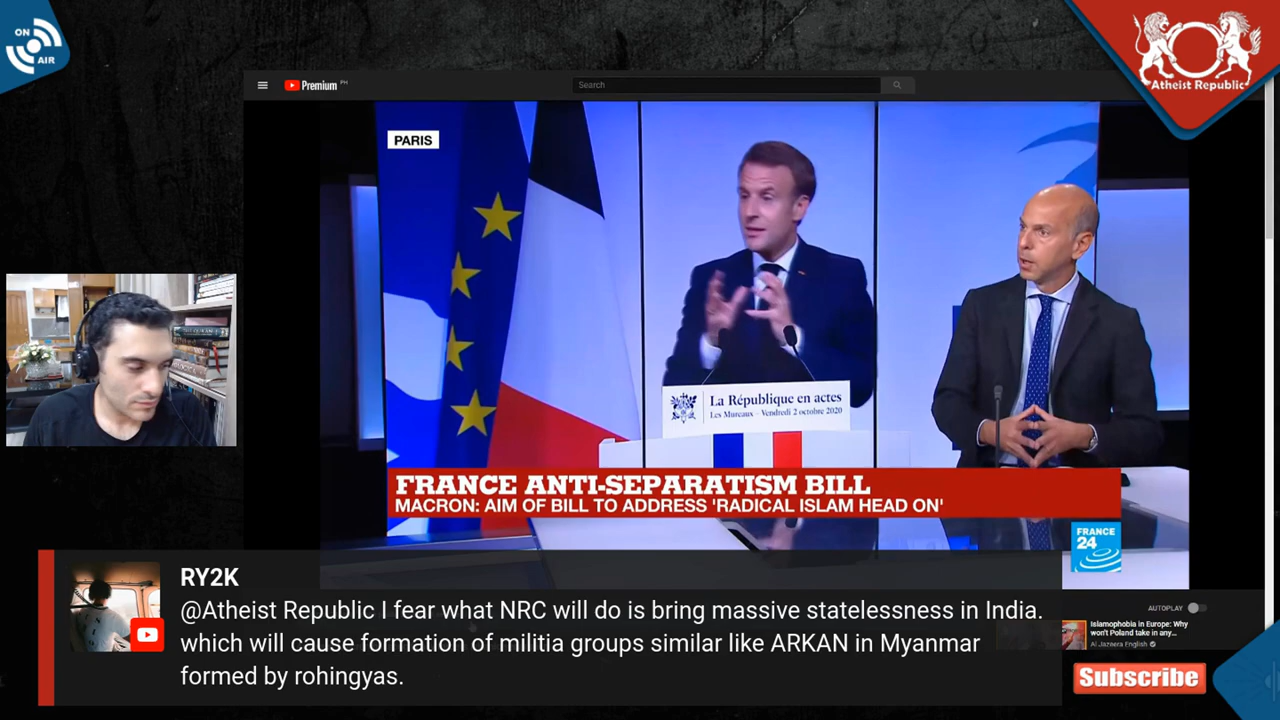 ON
AIR
Atheist Republic
Premium PH
Search
PARIS
La République en actes
Les Mureaux - Vendredi 2 octobre 2020
FRANCE ANTI-SEPARATISM BILL
MACRON: AIM OF BILL TO ADDRESS 'RADICAL ISLAM HEAD ON'
FRANCE
24
RY2K
@Atheist Republic I fear what NRC will do is bring massive statelessness in India.
which will cause formation of militia groups similar like ARKAN in Myanmar
formed by rohingyas.
AUTOPLAY
Islamophobia in Europe: Why
won't Poland take in any...
Al Jazeera English
Subscribe